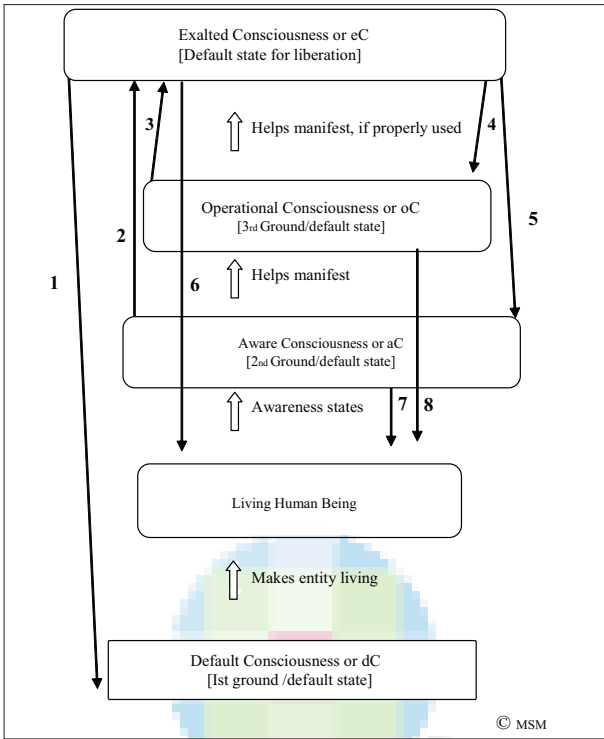 Exalted Consciousness or eC
[Default state for liberation]
3
Helps manifest, if properly used
4
Operational Consciousness or oC
[3rd Ground/default state]
2
5
1
6
Helps manifest
Aware Consciousness or aC
[2nd Ground/default state]
Awareness states
7
8
Living Human Being
Makes entity living
Default Consciousness or dC
[Ist ground /default state]
© MSM